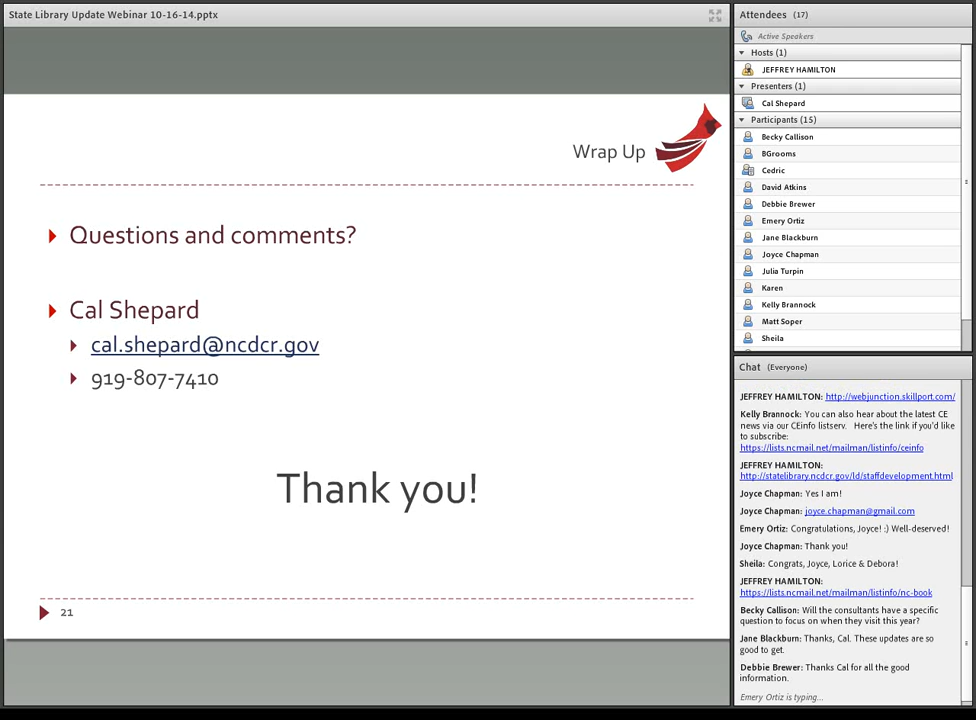 State Library Update Webinar 10-16-14.pptx
Wrap Up
Questions and comments?
Cal Shepard
cal.shepard@ncdcr.gov
919-807-7410
Thank you!
21
Attendees (17)
Active Speakers
Hosts (1)
JEFFREY HAMILTON
Presenters (1)
Cal Shepard
Participants (15)
Becky Callison
BGrooms
Cedric
David Atkins
Debbie Brewer
Emery Ortiz
Jane Blackburn
Joyce Chapman
Julia Turpin
Karen
Kelly Brannock
Matt Soper
Sheila
Chat (Everyone)
JEFFREY HAMILTON: http://webjunction.skillport.com/
Kelly Brannock: You can also hear about the latest CE
news via our CEinfo listserv. Here's the link if you'd like
to subscribe:
https://lists.ncmail.net/mailman/listinfo/ceinfo
JEFFREY HAMILTON:
http://statelibrary.ncdcr.gov/ld/staffdevelopment.html
Joyce Chapman: Yes I am!
Joyce Chapman: joyce.chapman@gmail.com
Emery Ortiz: Congratulations, Joyce! :) Well-deserved!
Joyce Chapman: Thank you!
Sheila: Congrats, Joyce, Lorice & Debora!
JEFFREY HAMILTON:
https://lists.ncmail.net/mailman/listinfo/nc-book
Becky Callison: Will the consultants have a specific
question to focus on when they visit this year?
Jane Blackburn: Thanks, Cal. These updates are so
good to get.
Debbie Brewer: Thanks Cal for all the good
information.
Emery Ortiz is typing...